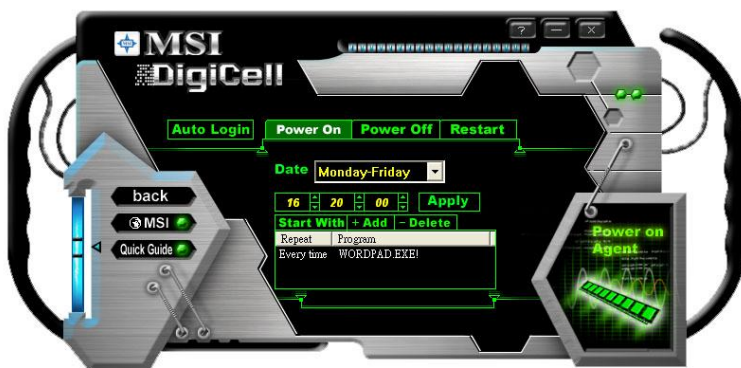 ? — X
MSI
DigiCell
Auto Login Power On Power Off Restart
Date Monday-Friday
16 20 00 Apply
Start With + Add - Delete
Repeat Program
Every time WORDPAD.EXE!
back
MSI
Quick Guide
Power on
Agent